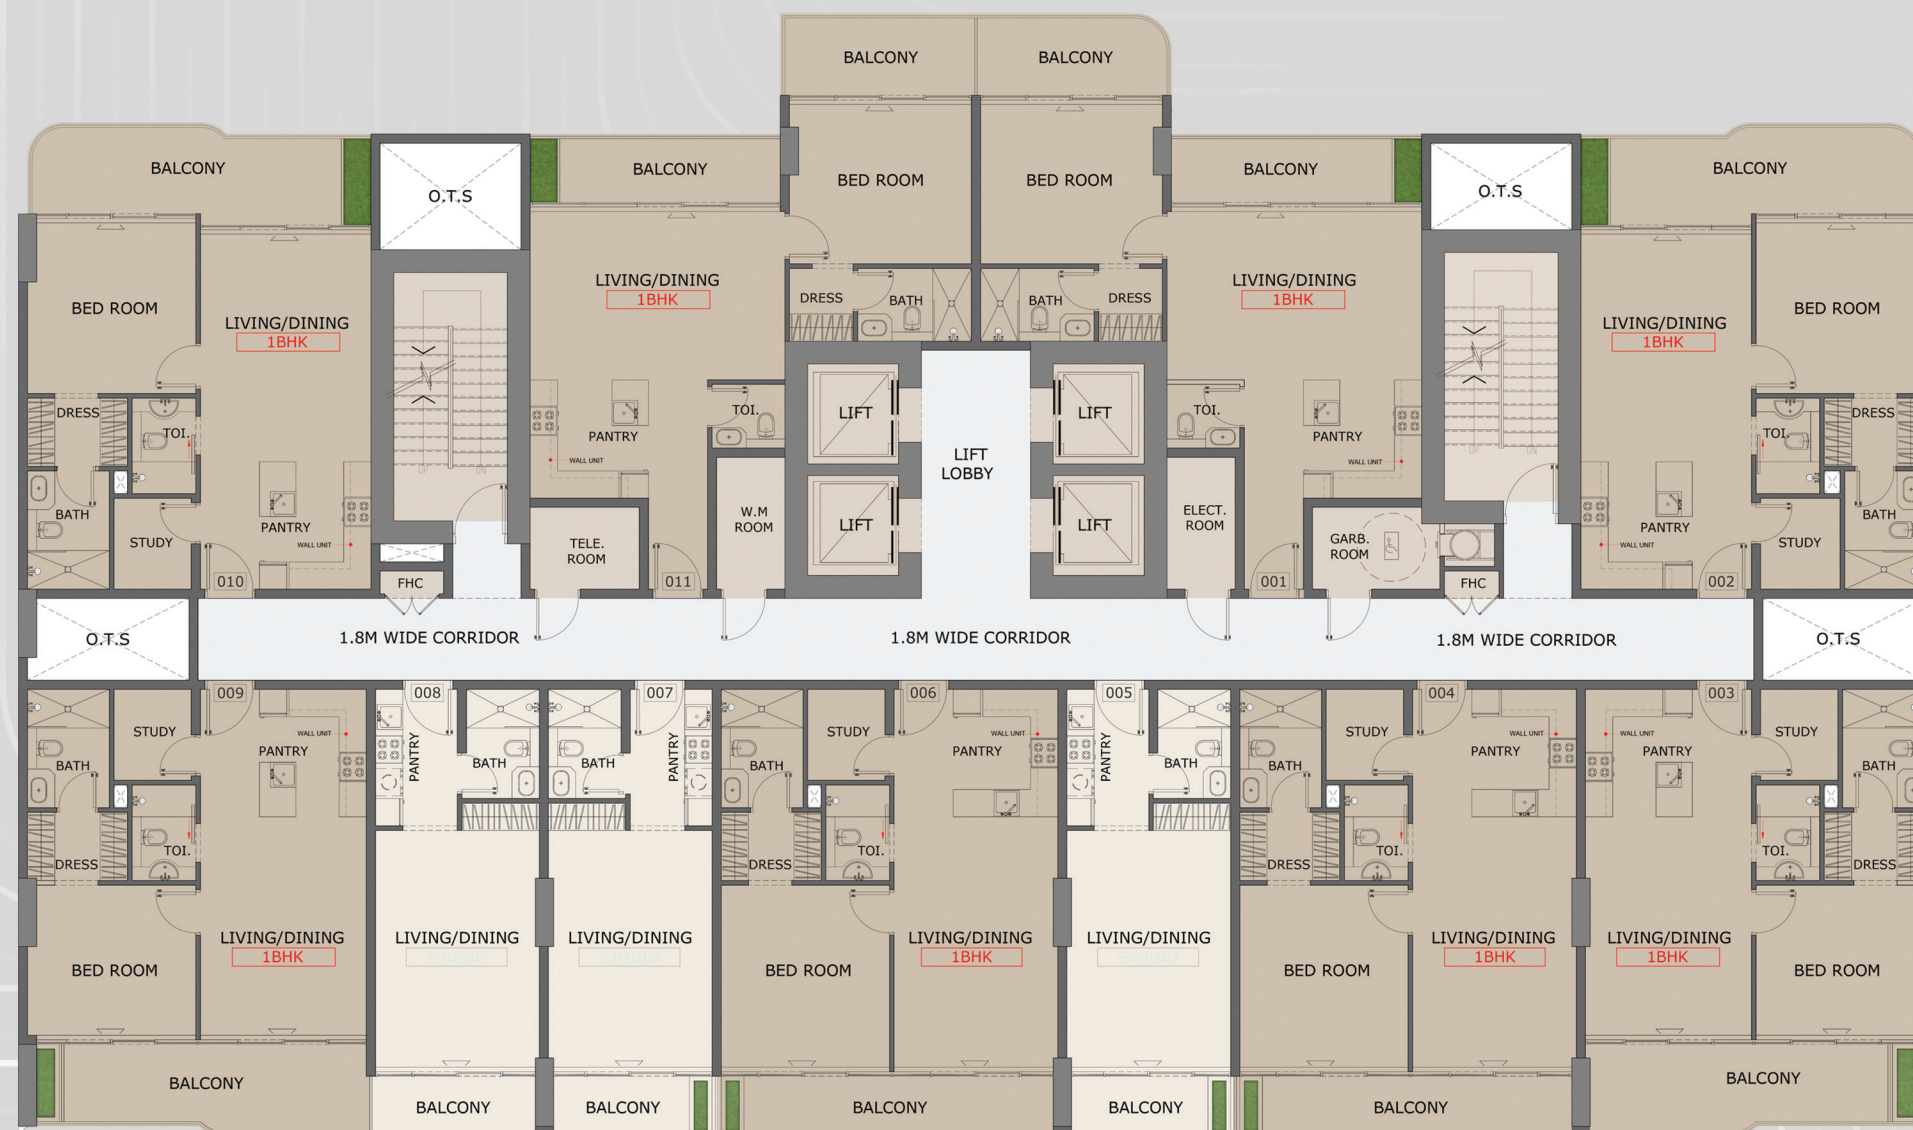 BALCONY
BALCONY
BALCONY
O.T.S
BALCONY
BED ROOM
BED ROOM
BALCONY
O.T.S
BALCONY
BED ROOM
LIVING/DINING
1BHK
LIVING/DINING
1BHK
DRESS
BATH
BATH
DRESS
LIVING/DINING
1BHK
LIVING/DINING
1BHK
BED ROOM
DRESS
TOI.
BATH
STUDY
PANTRY
WALL UNIT
010
UP
DN
FHC
PANTRY
WALL UNIT
TOI.
TELE.
ROOM
011
W.M
ROOM
LIFT
LIFT
LIFT
LOBBY
LIFT
LIFT
TOI.
ELECT.
ROOM
PANTRY
WALL UNIT
001
GARB.
ROOM
UP
DN
FHC
PANTRY
WALL UNIT
002
TOI.
DRESS
BATH
STUDY
O.T.S
1.8M WIDE CORRIDOR
1.8M WIDE CORRIDOR
1.8M WIDE CORRIDOR
O.T.S
009
008
007
006
005
004
003
BATH
STUDY
PANTRY
WALL UNIT
PANTRY
BATH
BATH
PANTRY
BATH
STUDY
PANTRY
WALL UNIT
PANTRY
BATH
BATH
STUDY
PANTRY
WALL UNIT
WALL UNIT
PANTRY
STUDY
BATH
DRESS
TOI.
DRESS
TOI.
DRESS
TOI.
TOI.
DRESS
BED ROOM
LIVING/DINING
1BHK
LIVING/DINING
STUDIO
LIVING/DINING
STUDIO
BED ROOM
LIVING/DINING
1BHK
LIVING/DINING
STUDIO
BED ROOM
LIVING/DINING
1BHK
LIVING/DINING
1BHK
BED ROOM
BALCONY
BALCONY
BALCONY
BALCONY
BALCONY
BALCONY
BALCONY